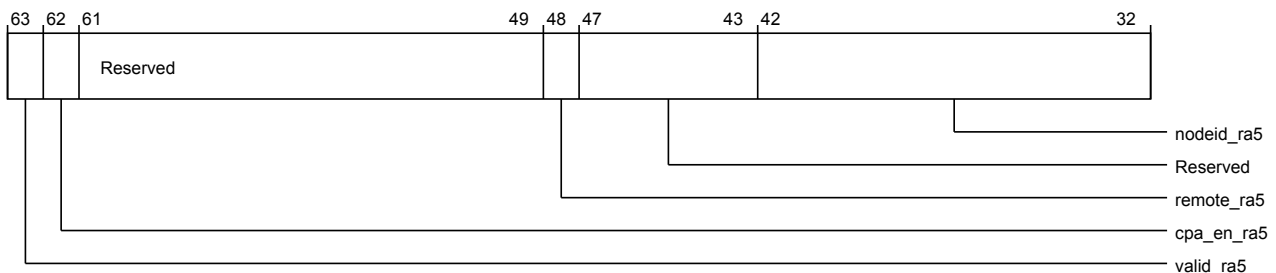 63 62 61 49 48 47 43 42 32
Reserved
nodeid_ra5
Reserved
remote_ra5
cpa_en_ra5
valid_ra5